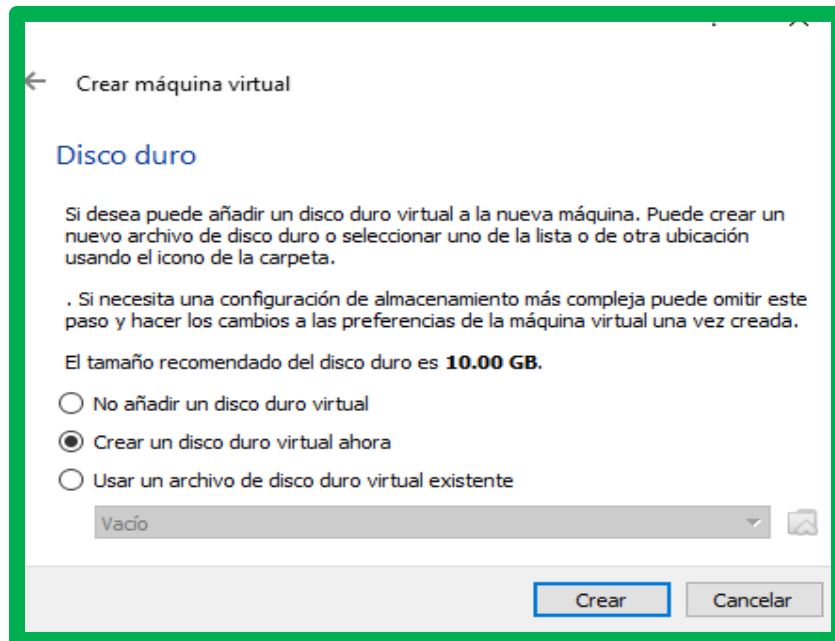 Crear máquina virtual
Disco duro
Si desea puede añadir un disco duro virtual a la nueva máquina. Puede crear un
nuevo archivo de disco duro o seleccionar uno de la lista o de otra ubicación
usando el icono de la carpeta.
. Si necesita una configuración de almacenamiento más compleja puede omitir este
paso y hacer los cambios a las preferencias de la máquina virtual una vez creada.
El tamaño recomendado del disco duro es 10.00 GB.
No añadir un disco duro virtual
Crear un disco duro virtual ahora
Usar un archivo de disco duro virtual existente
Vacío
Crear Cancelar